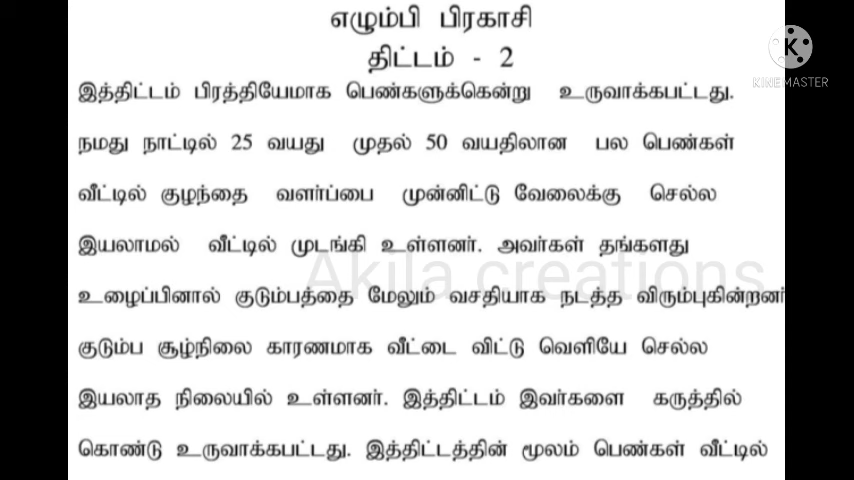 எழும்பி பிரகாசி
திட்டம் - 2
K
KINEMASTER
இத்திட்டம் பிரத்தியேமாக பெண்களுக்கென்று உருவாக்கபட்டது.
நமது நாட்டில் 25 வயது முதல் 50 வயதிலான பல பெண்கள்
வீட்டில் குழந்தை வளர்ப்பை முன்னிட்டு வேலைக்கு செல்ல
இயலாமல் வீட்டில் முடங்கி உள்ளனர். அவர்கள் தங்களது
Akila creations
உழைப்பினால் குடும்பத்தை மேலும் வசதியாக நடத்த விரும்புகின்றனர்
குடும்ப சூழ்நிலை காரணமாக வீட்டை விட்டு வெளியே செல்ல
இயலாத நிலையில் உள்ளனர். இத்திட்டம் இவர்களை கருத்தில்
கொண்டு உருவாக்கபட்டது. இத்திட்டத்தின் மூலம் பெண்கள் வீட்டில்